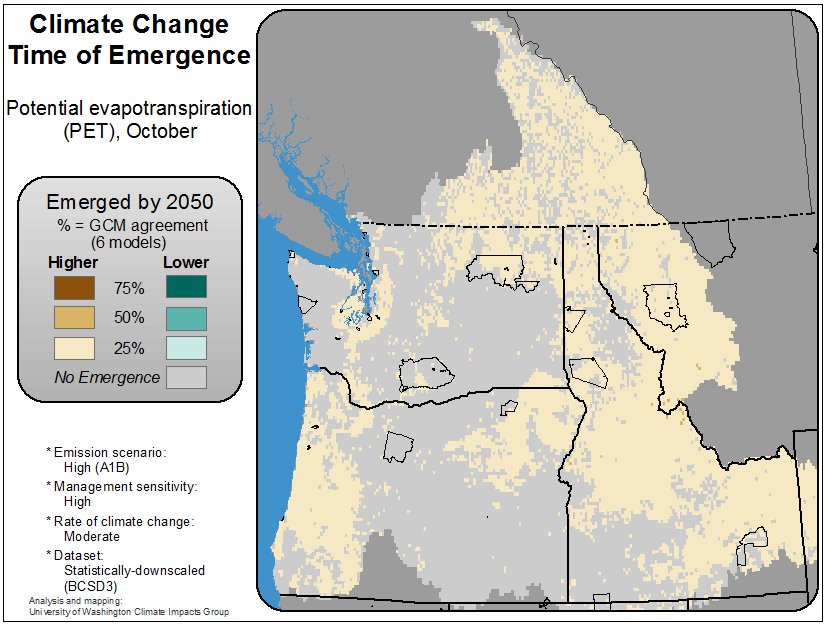 Climate Change
Time of Emergence
Potential evapotranspiration
(PET), October
Emerged by 2050
% = GCM agreement
(6 models)
Higher Lower
75%
50%
25%
No Emergence
* Emission scenario:
High (A1B)
* Management sensitivity:
High
* Rate of climate change:
Moderate
* Dataset:
Statistically-downscaled
(BCSD3)
Analysis and mapping:
University of Washington Climate Impacts Group